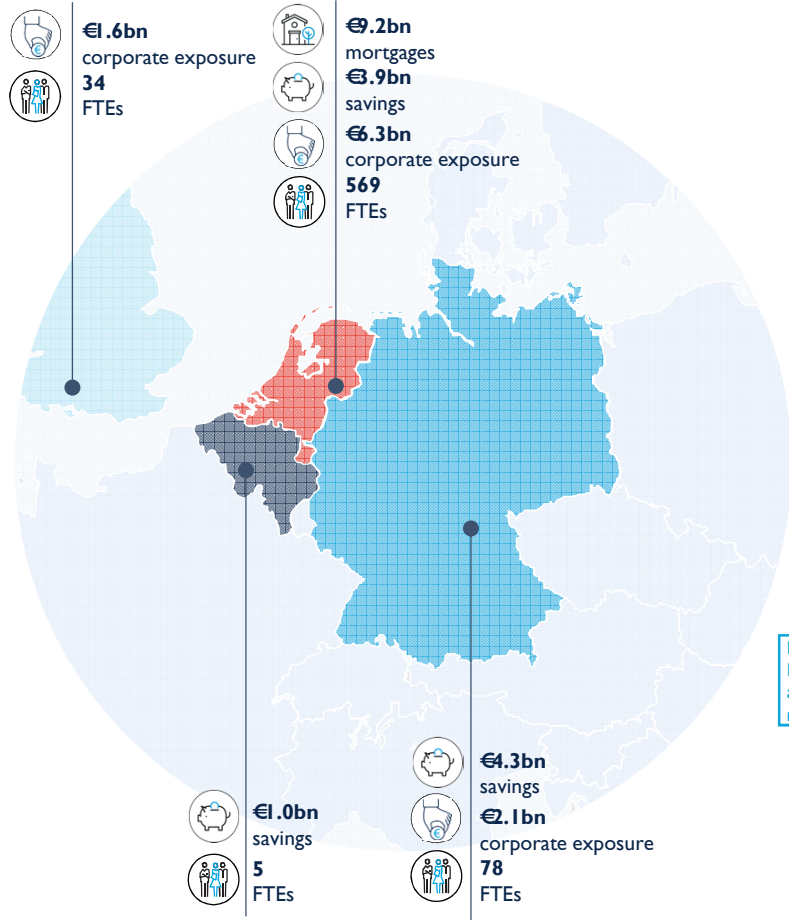 €1.6bn
corporate exposure
34
FTEs
€9.2bn
mortgages
€3.9bn
savings
€6.3bn
corporate exposure
569
FTEs
€1.0bn
savings
5
FTEs
€4.3bn
savings
€2.1bn
corporate exposure
78
FTEs